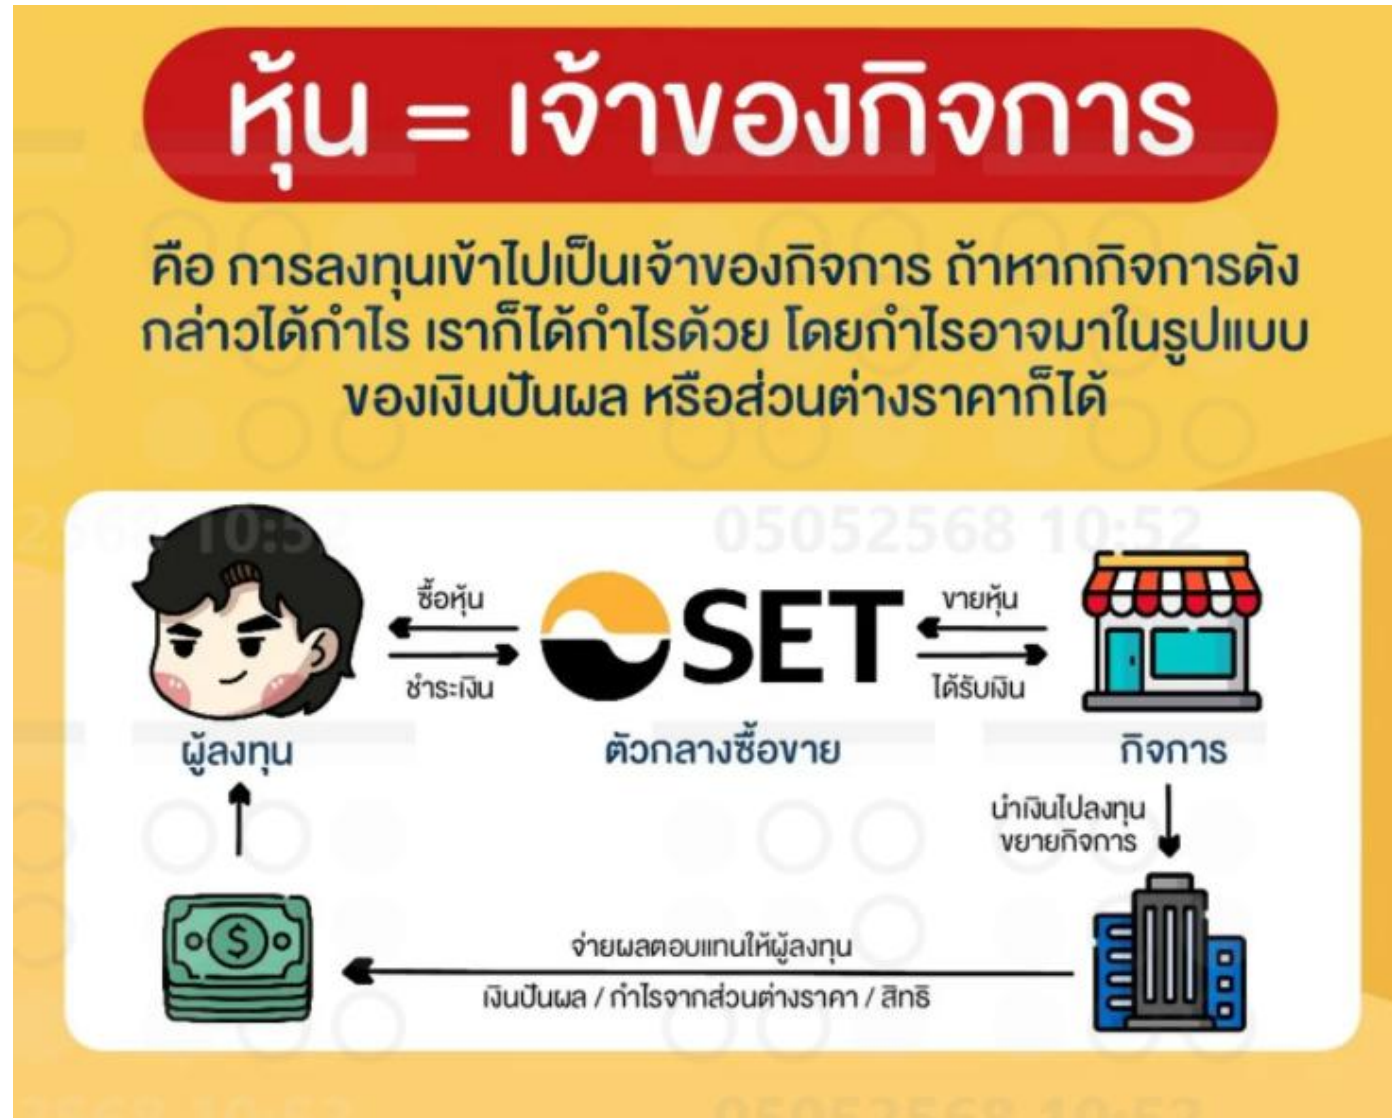 หุ้น = เจ้าของกิจการ
คือ การลงทุนเข้าไปเป็นเจ้าของกิจการ ถ้าหากกิจการดัง
กล่าวได้กำไร เราก็ได้กำไรด้วย โดยกำไรอาจมาในรูปแบบ
ของเงินปันผล หรือส่วนต่างราคาก็ได้
05052568 10:52
ซื้อหุ้น
SET
ขายหุ้น
ชำระเงิน
ได้รับเงิน
ผู้ลงทุน
ตัวกลางซื้อขาย
กิจการ
นำเงินไปลงทุน
ขยายกิจการ
จ่ายผลตอบแทนให้ผู้ลงทุน
เงินปันผล / กำไรจากส่วนต่างราคา / สิทธิ